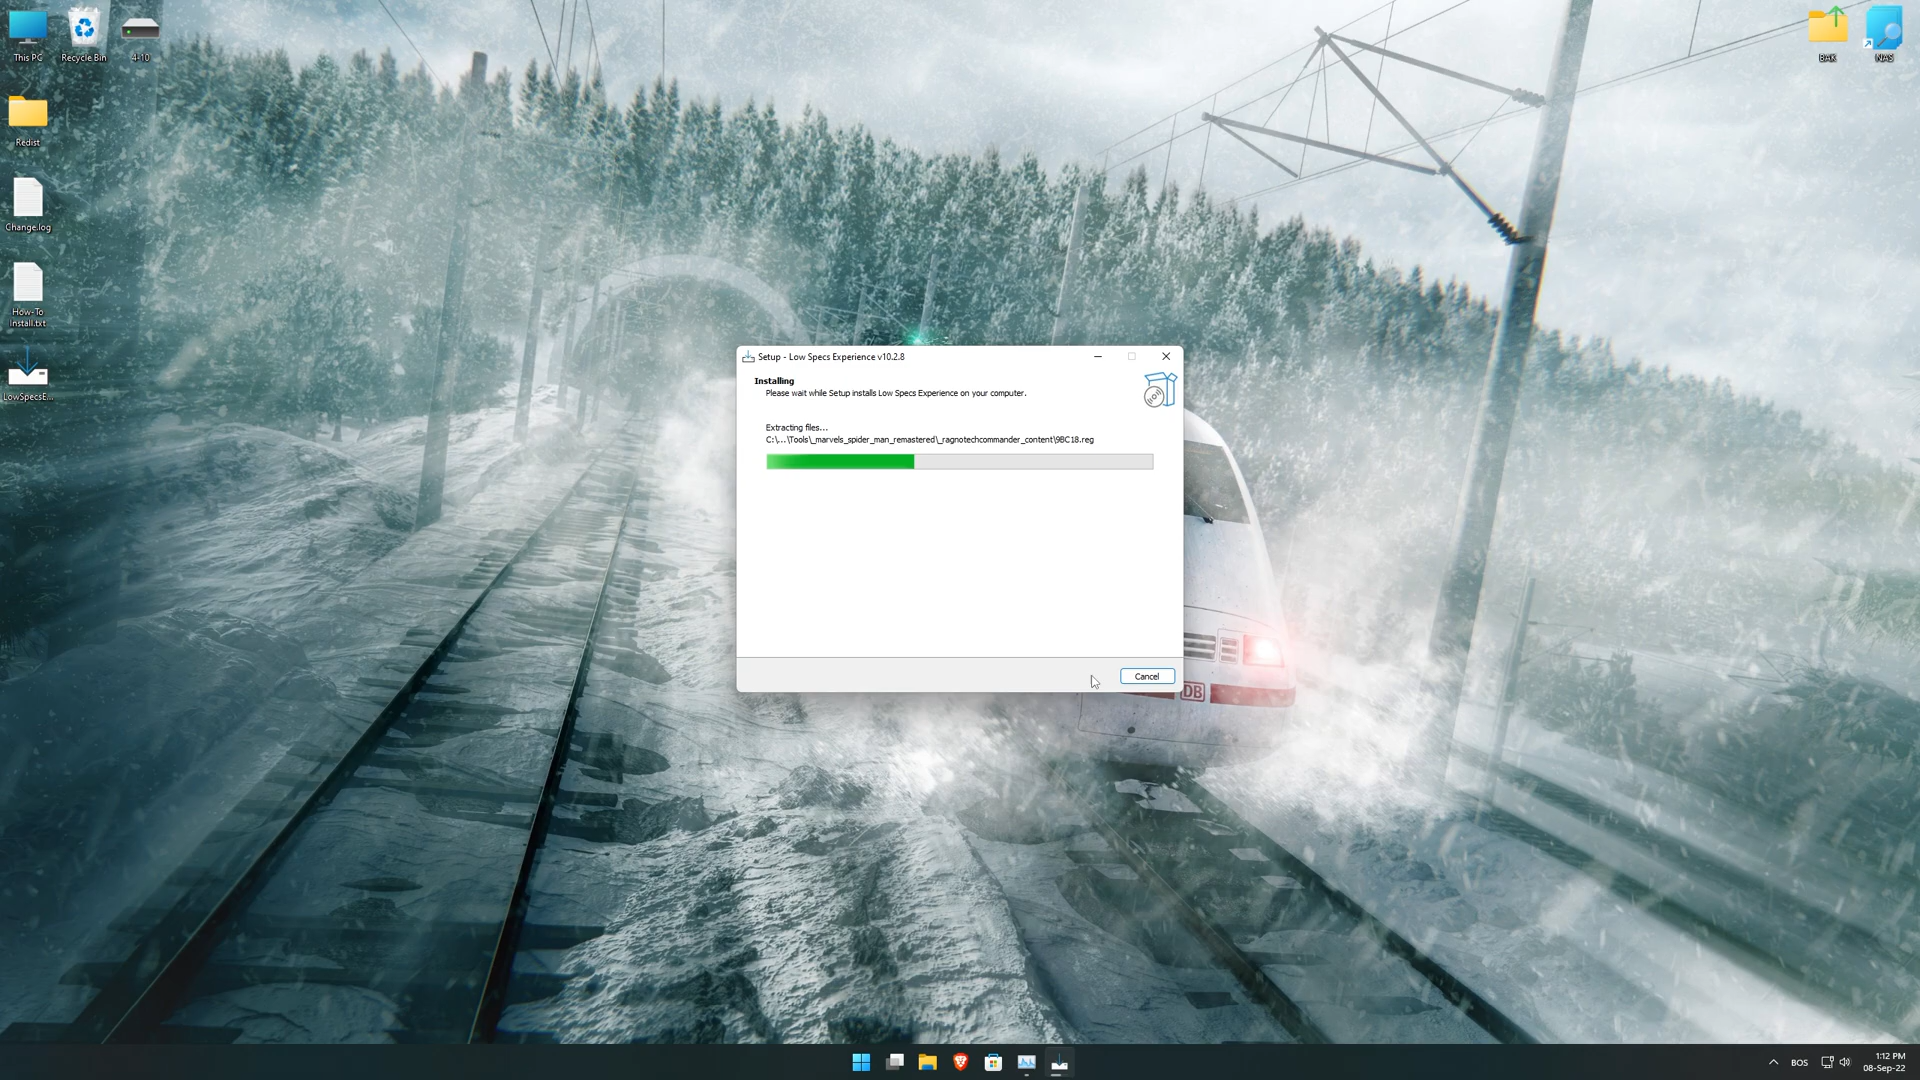 This PC
Recycle Bin
4-10
BAK
NAS
Redist
Change.log
How-To
Install.txt
LowSpecsE...
Setup - Low Specs Experience v10.2.8
Installing
Please wait while Setup installs Low Specs Experience on your computer.
Extracting files...
C:\...\Tools\_marvels_spider_man_remastered\_ragnotechcommander_content\9BC18.reg
Cancel
DB
BOS
1:12 PM
08-Sep-22